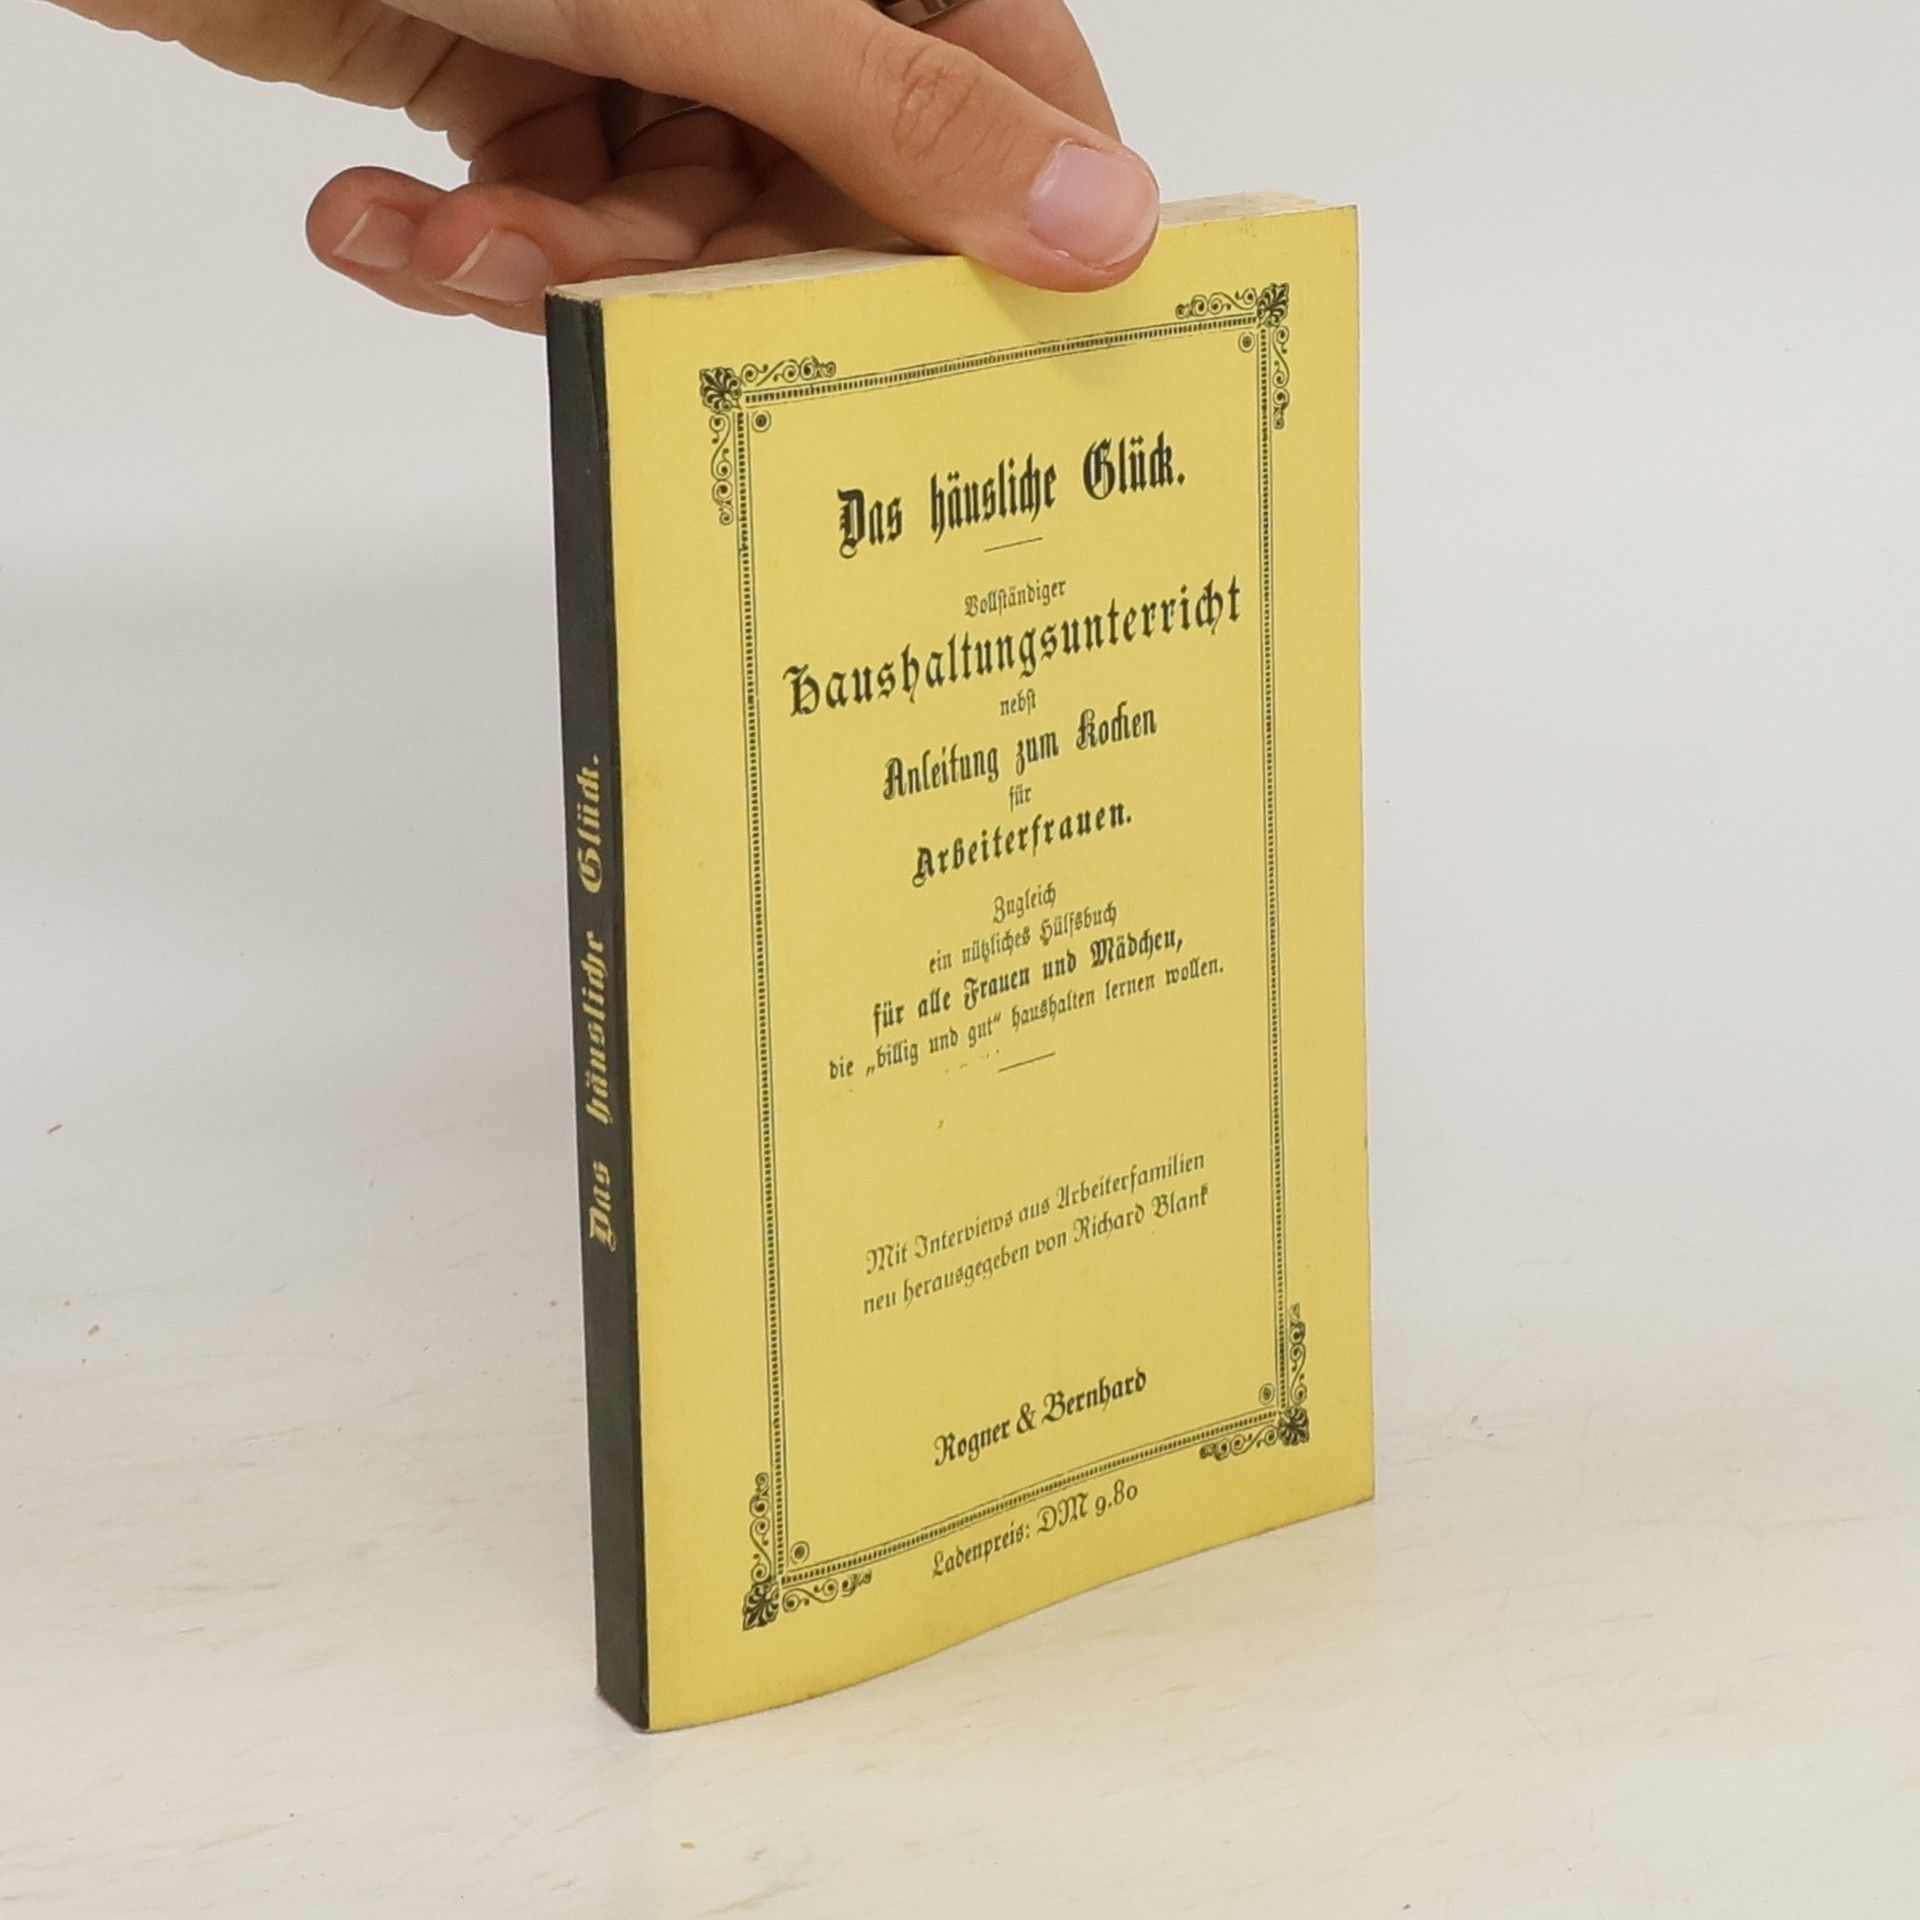 Das häusliche Glück.
Das häusliche Glück.
Vollständiger
Haushaltungsunterricht
nebst
Anleitung zum Kochen
für
Arbeiterfrauen.
Zugleich
ein nützliches Hülfsbuch
für alle Frauen und Mädchen,
die „billig und gut“ haushalten lernen wollen.
Mit Interviews aus Arbeiterfamilien
neu herausgegeben von Richard Blank
Rogner & Bernhard
Ladenpreis: DM 9.80